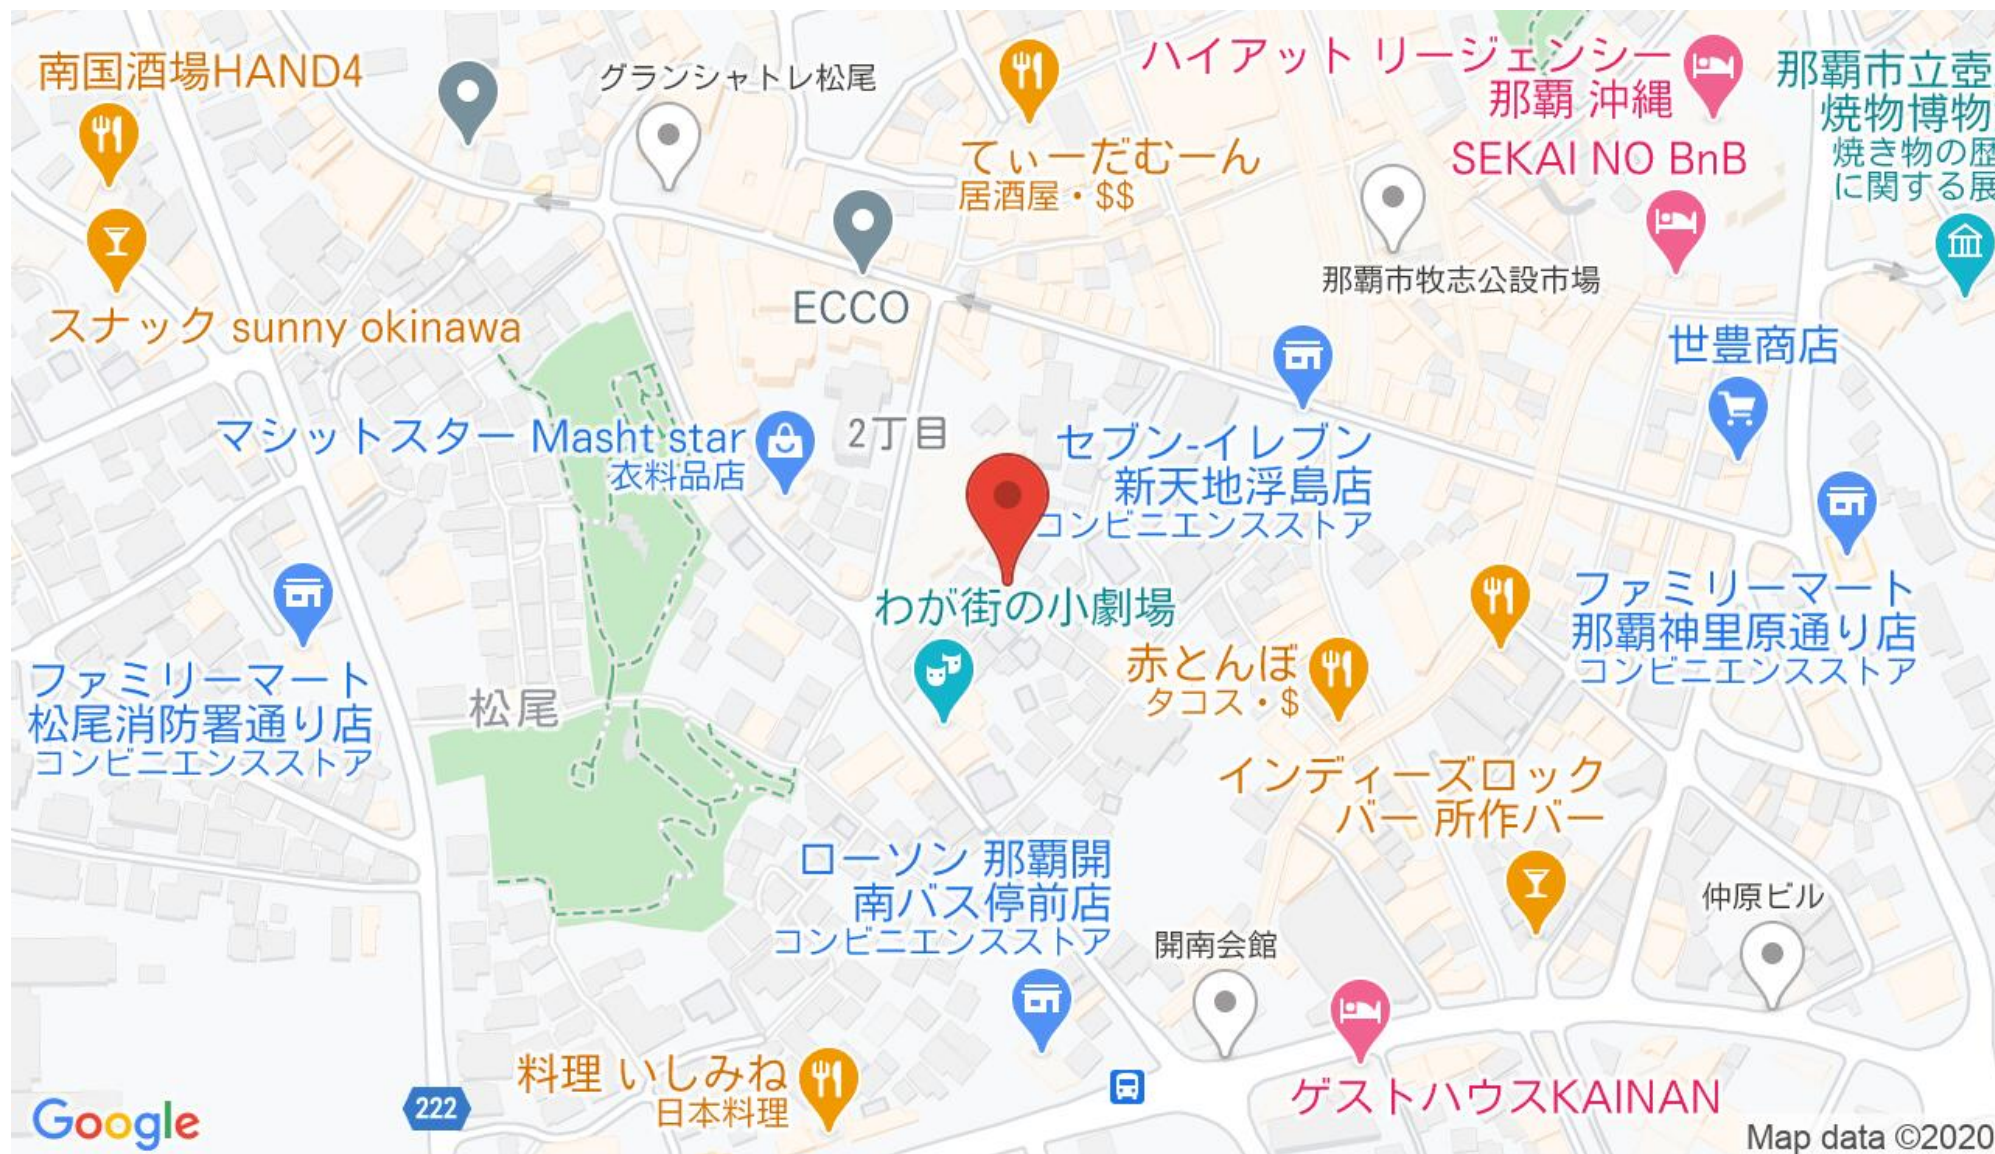 南国酒場HAND4
グランシャトレ松尾
ハイアット リージェンシー
那覇 沖縄
那覇市立壺
焼物博物
焼き物の歴
に関する展
てぃーだむーん
居酒屋・$$
SEKAI NO BnB
スナック sunny okinawa
ECCO
那覇市牧志公設市場
世豊商店
マシットスター Masht star
衣料品店
2丁目
セブン-イレブン
新天地浮島店
コンビニエンスストア
わが街の小劇場
ファミリーマート
那覇神里原通り店
コンビニエンスストア
赤とんぼ
タコス・$
ファミリーマート
松尾消防署通り店
コンビニエンスストア
松尾
インディーズロック
バー 所作バー
ローソン 那覇開
南バス停前店
コンビニエンスストア
開南会館
仲原ビル
料理 いしみね
日本料理
ゲストハウスKAINAN
222
Google
Map data ©2020